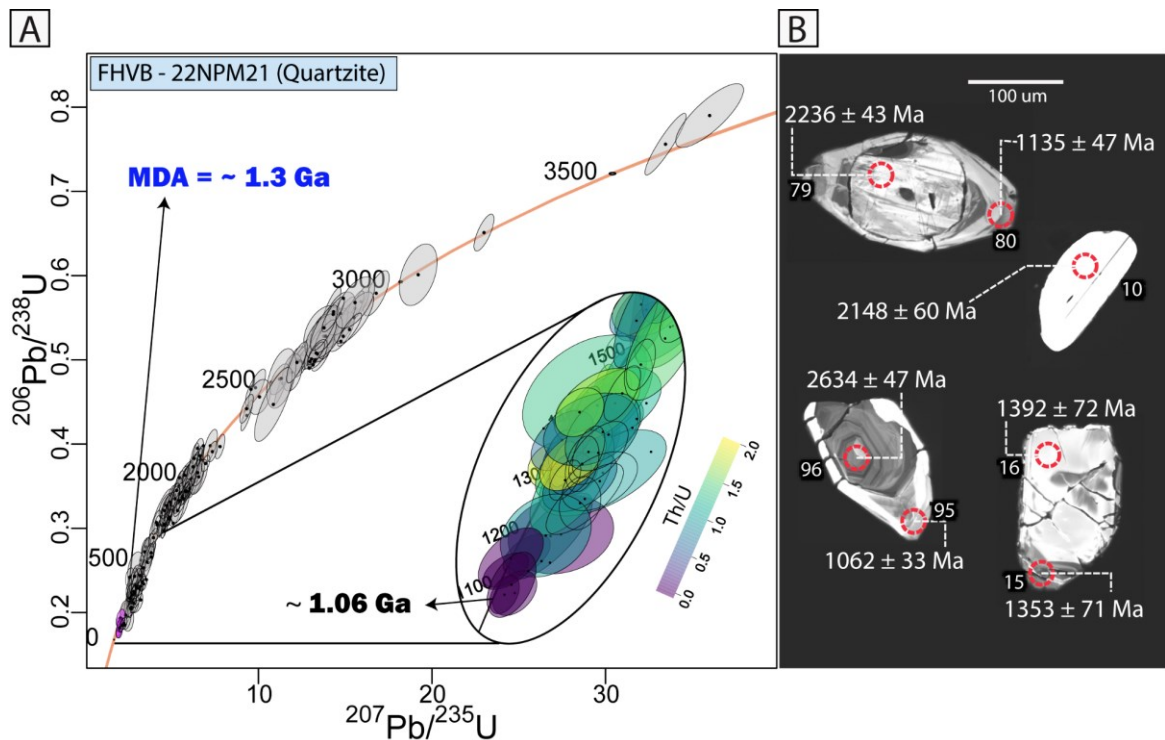 A
FHVB - 22NPM21 (Quartzite)
MDA = ~ 1.3 Ga
206Pb/238U
0.8
0.7
0.6
0.5
0.4
0.3
0.2
3500
3000
2500
2000
500
0
1500
1200
~ 1.06 Ga
Th/U
2.0
1.5
1.0
0.5
0.0
10
20
30
207Pb/235U
B
100 um
2236 ± 43 Ma
1135 ± 47 Ma
79
80
2148 ± 60 Ma
10
2634 ± 47 Ma
1392 ± 72 Ma
96
16
95
1062 ± 33 Ma
15
1353 ± 71 Ma